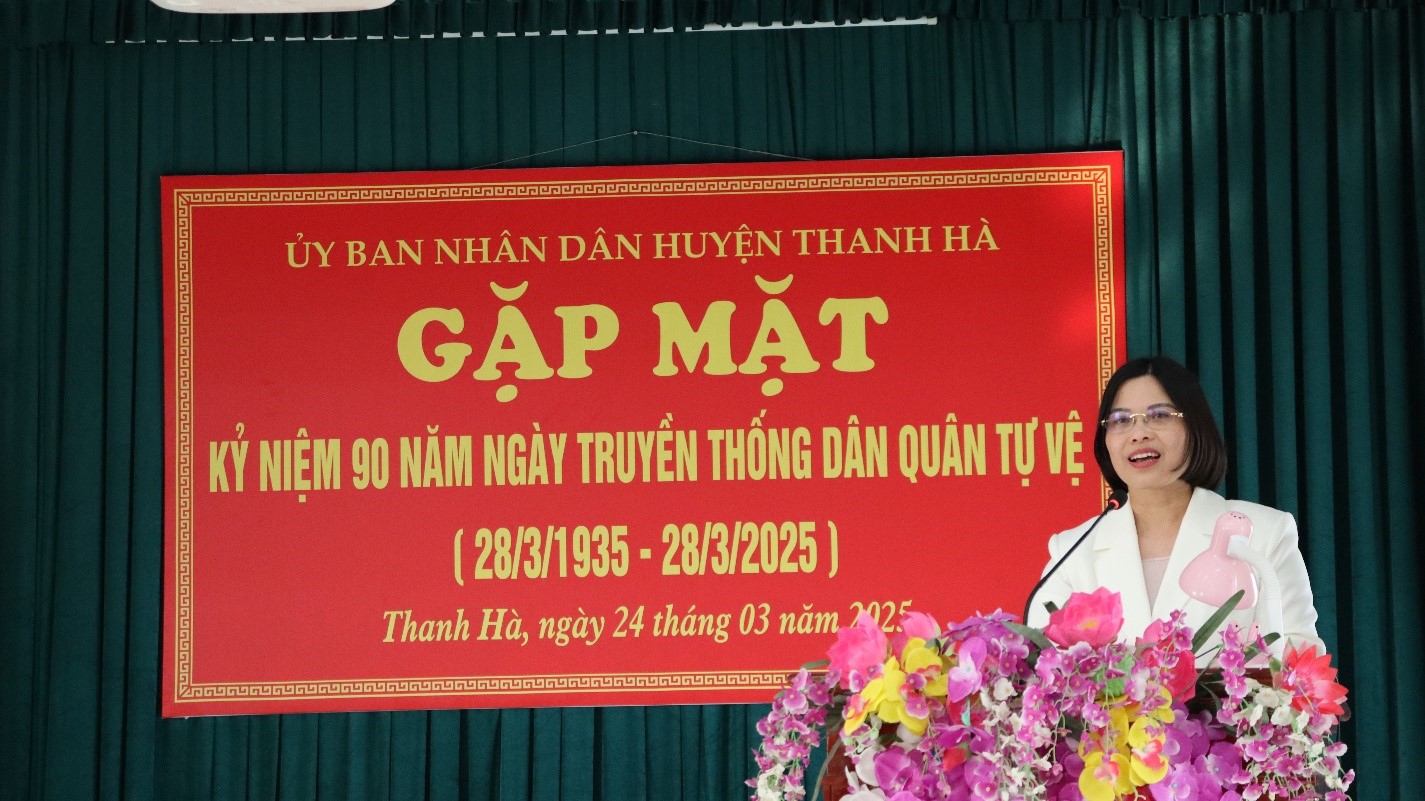 ỦY BAN NHÂN DÂN HUYỆN THANH HÀ
GẶP MẶT
KỶ NIỆM 90 NĂM NGÀY TRUYỀN THỐNG DÂN QUÂN TỰ VỆ
( 28/3/1935 - 28/3/2025 )
Thanh Hà, ngày 24 tháng 03 năm 2025